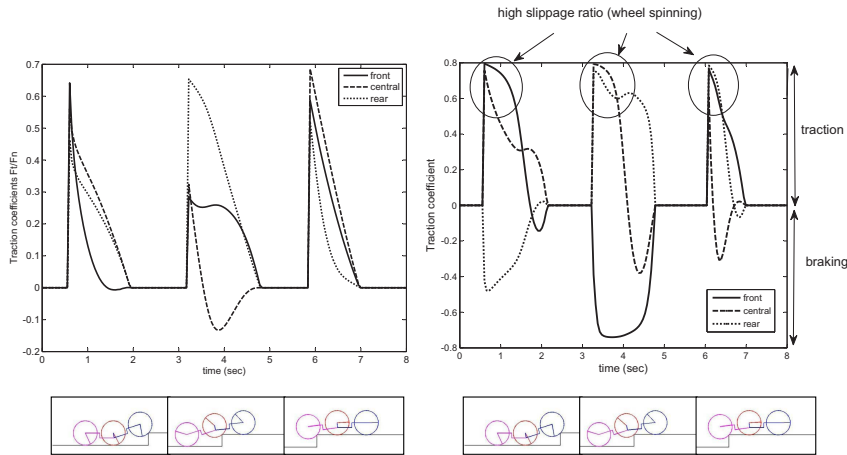 high slippage ratio (wheel spinning)
0.7
0.6
0.5
0.4
0.3
0.2
0.1
0
-0.1
-0.2
Traction coefficients Ft/Fn
front
central
rear
0 1 2 3 4 5 6 7 8
time (sec)
0.8
0.6
0.4
0.2
0
-0.2
-0.4
-0.6
-0.8
Traction coefficient
front
central
rear
0 1 2 3 4 5 6 7 8
time (sec)
traction
braking